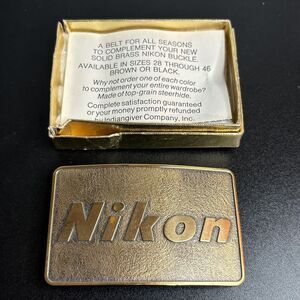 A BELT FOR ALL SEASONS
TO COMPLEMENT YOUR NEW
SOLID BRASS NIKON BUCKLE.
AVAILABLE IN SIZES 28 THROUGH 46
BROWN OR BLACK.
Why not order one of each color
to complement your entire wardrobe?
Made of top-grain steerhide.
Complete satisfaction guaranteed
or your money promptly refunded
by Indiangiver Company, Inc.
Nikon